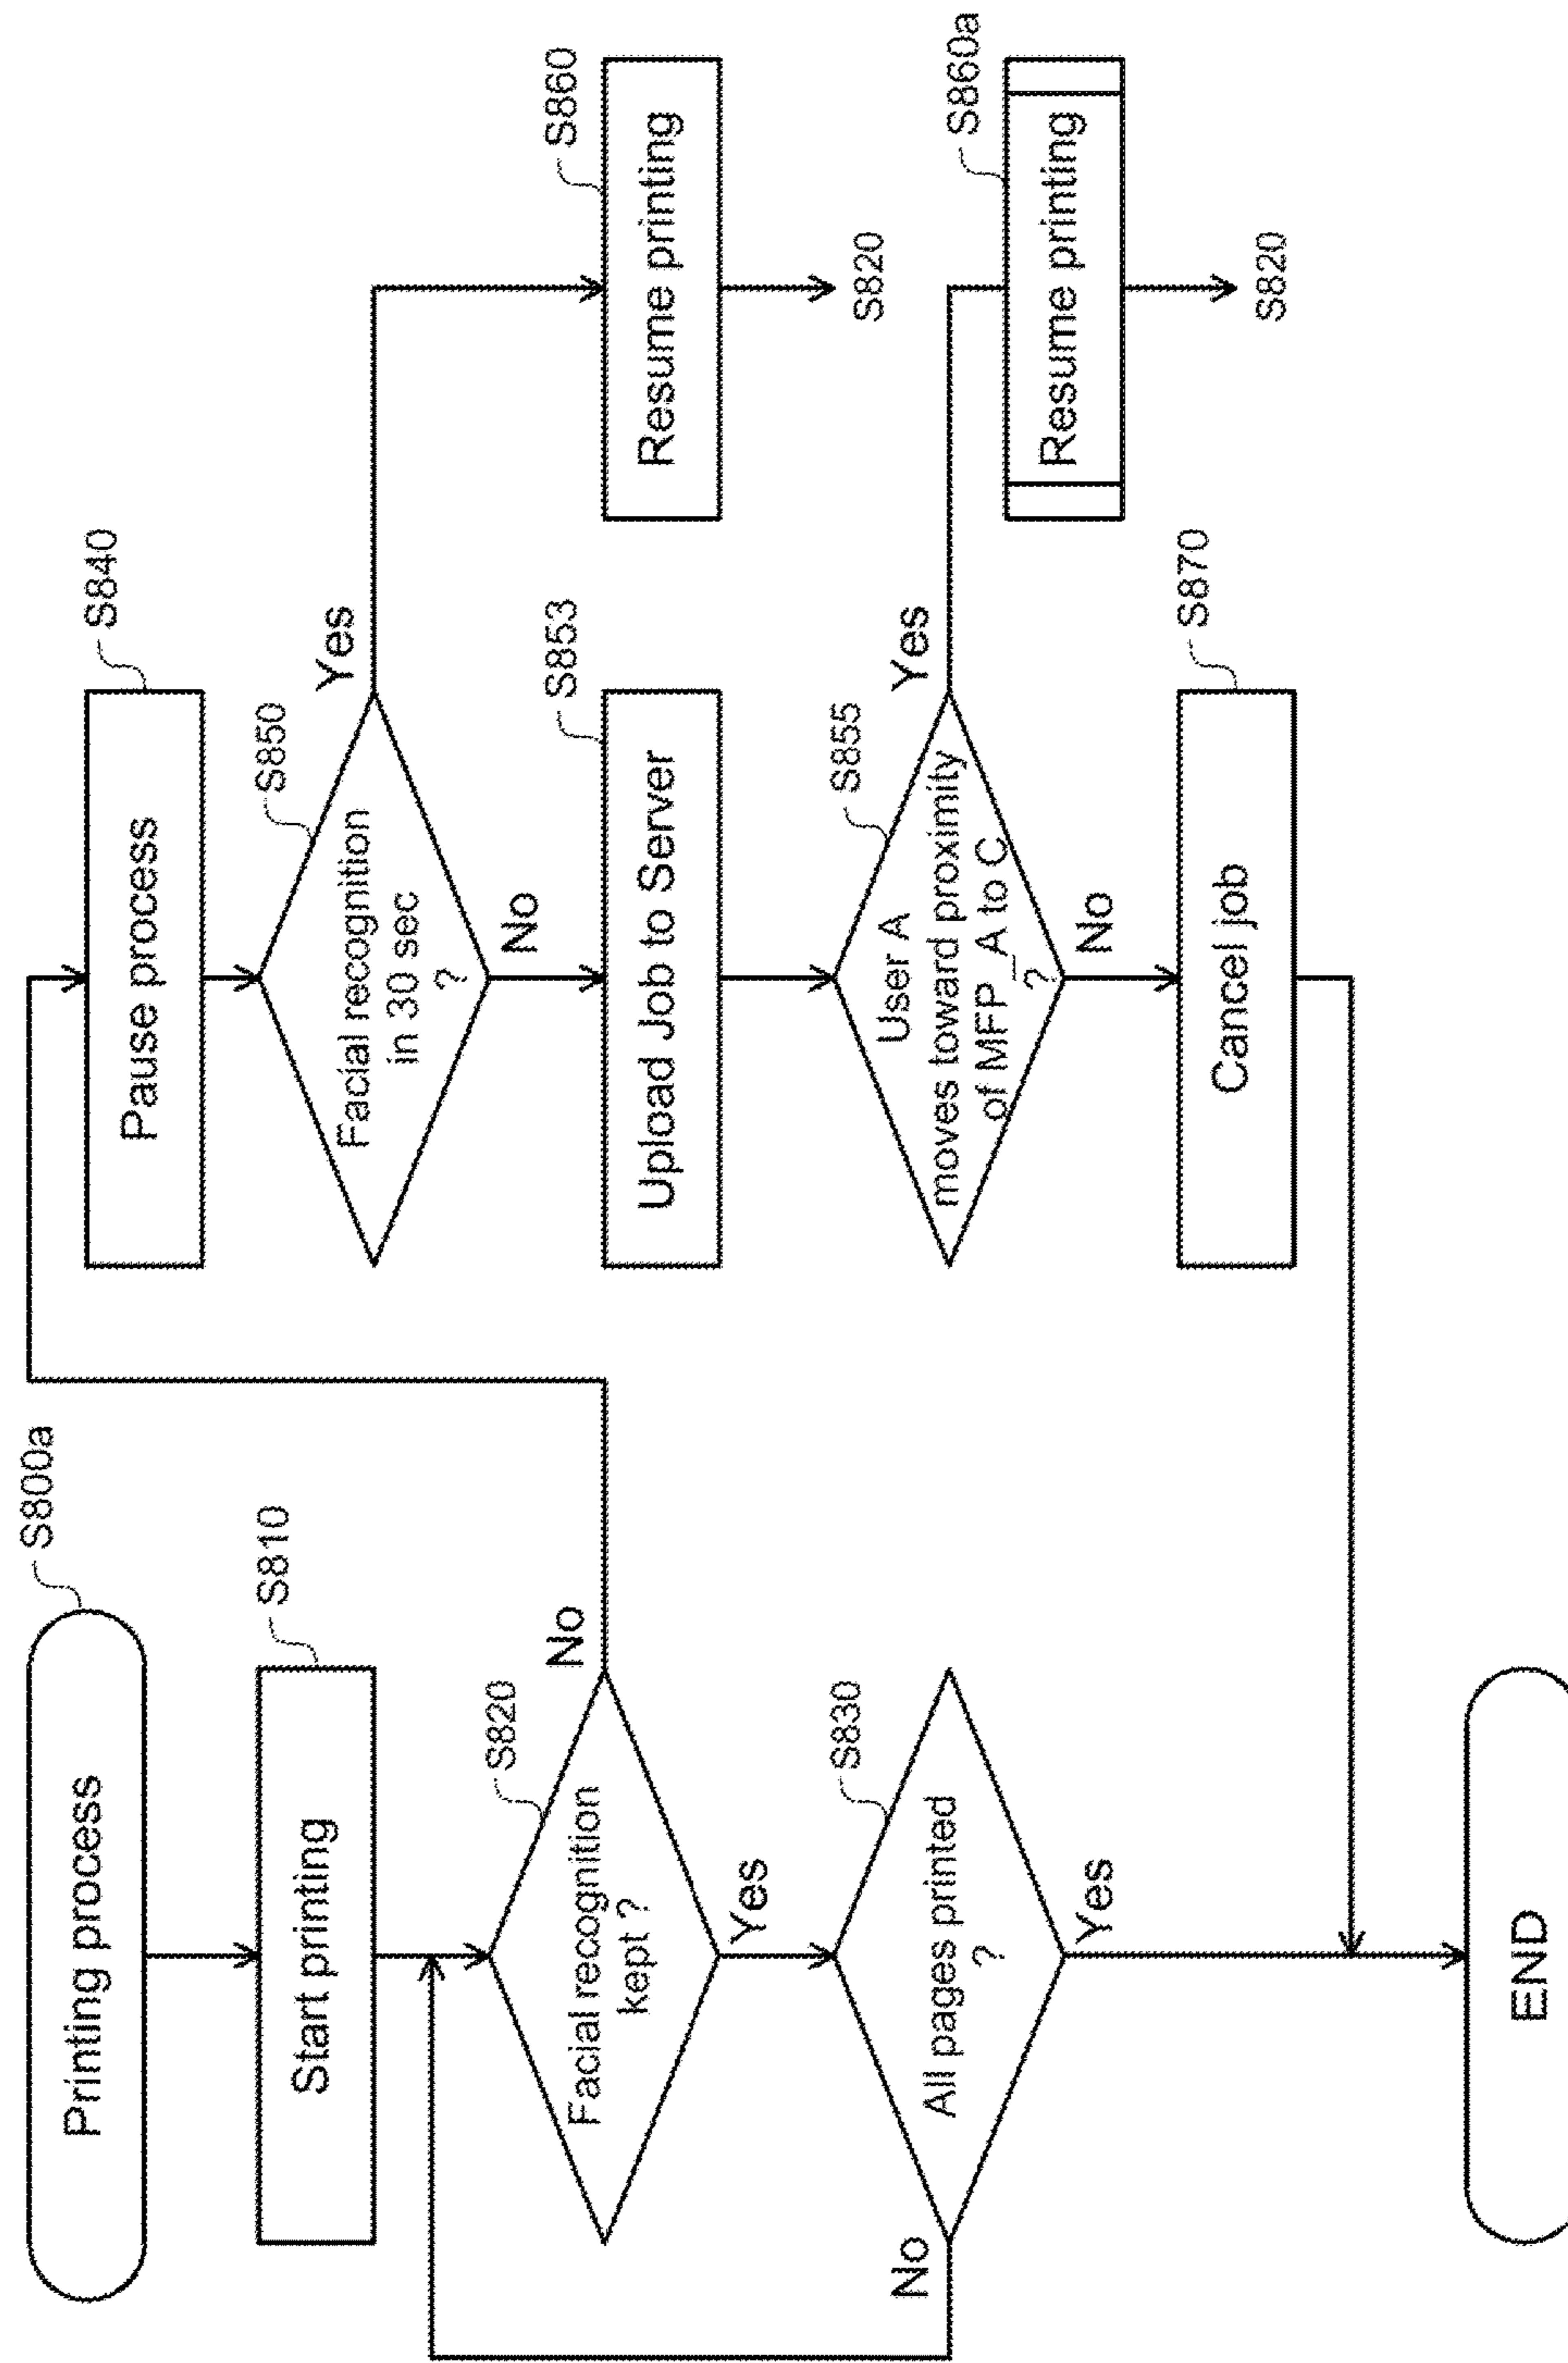 Printing process
S800a
Start printing
S810
Facial recognition
kept ?
S820
No
Yes
All pages printed
?
S830
No
Yes
END
Pause process
S840
Facial recognition
in 30 sec
?
S850
Yes
No
Upload Job to Server
S853
User A
moves toward proximity
of MFP_A to C
?
S855
Yes
No
Cancel job
S870
Resume printing
S860
S820
Resume printing
S860a
S820